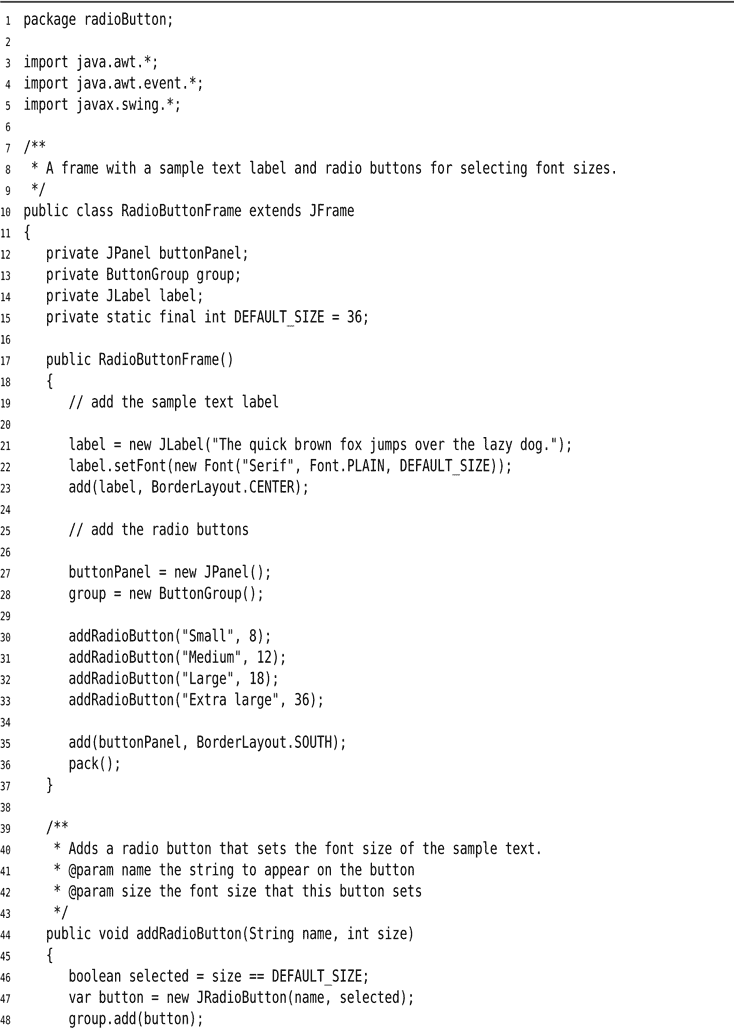 1 package radioButton;
2
3 import java.awt.*;
4 import java.awt.event.*;
5 import javax.swing.*;
6
7 /**
8  * A frame with a sample text label and radio buttons for selecting font sizes.
9  */
10 public class RadioButtonFrame extends JFrame
11 {
12    private JPanel buttonPanel;
13    private ButtonGroup group;
14    private JLabel label;
15    private static final int DEFAULT_SIZE = 36;
16
17    public RadioButtonFrame()
18    {
19       // add the sample text label
20
21       label = new JLabel("The quick brown fox jumps over the lazy dog.");
22       label.setFont(new Font("Serif", Font.PLAIN, DEFAULT_SIZE));
23       add(label, BorderLayout.CENTER);
24
25       // add the radio buttons
26
27       buttonPanel = new JPanel();
28       group = new ButtonGroup();
29
30       addRadioButton("Small", 8);
31       addRadioButton("Medium", 12);
32       addRadioButton("Large", 18);
33       addRadioButton("Extra large", 36);
34
35       add(buttonPanel, BorderLayout.SOUTH);
36       pack();
37    }
38
39    /**
40     * Adds a radio button that sets the font size of the sample text.
41     * @param name the string to appear on the button
42     * @param size the font size that this button sets
43     */
44    public void addRadioButton(String name, int size)
45    {
46       boolean selected = size == DEFAULT_SIZE;
47       var button = new JRadioButton(name, selected);
48       group.add(button);